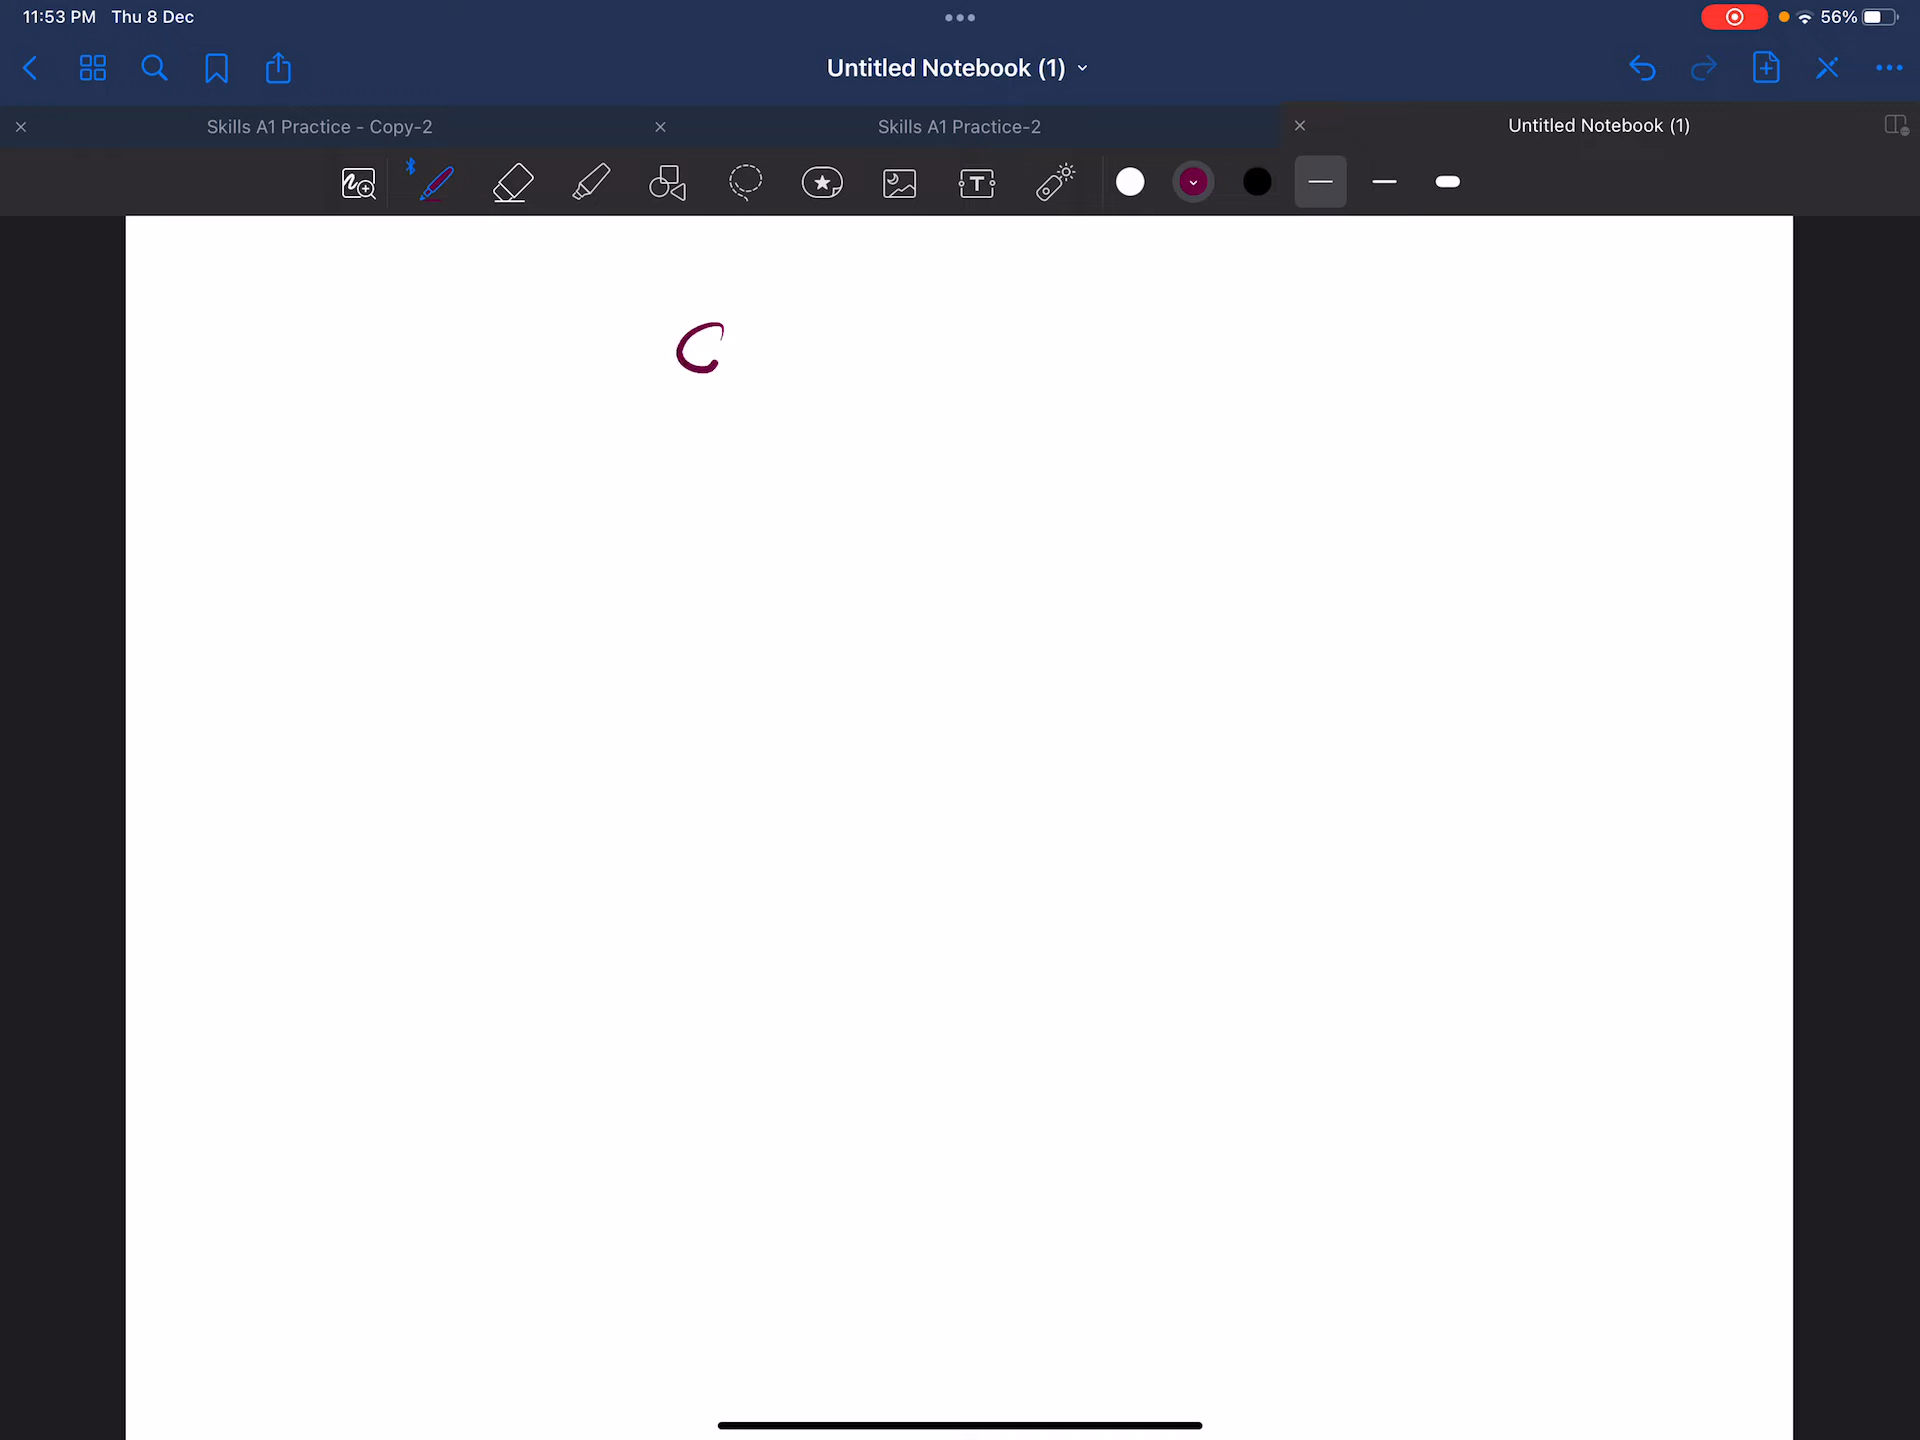 11:53 PM Thu 8 Dec
56%
Untitled Notebook (1)
Skills A1 Practice - Copy-2
Skills A1 Practice-2
Untitled Notebook (1)
T
C